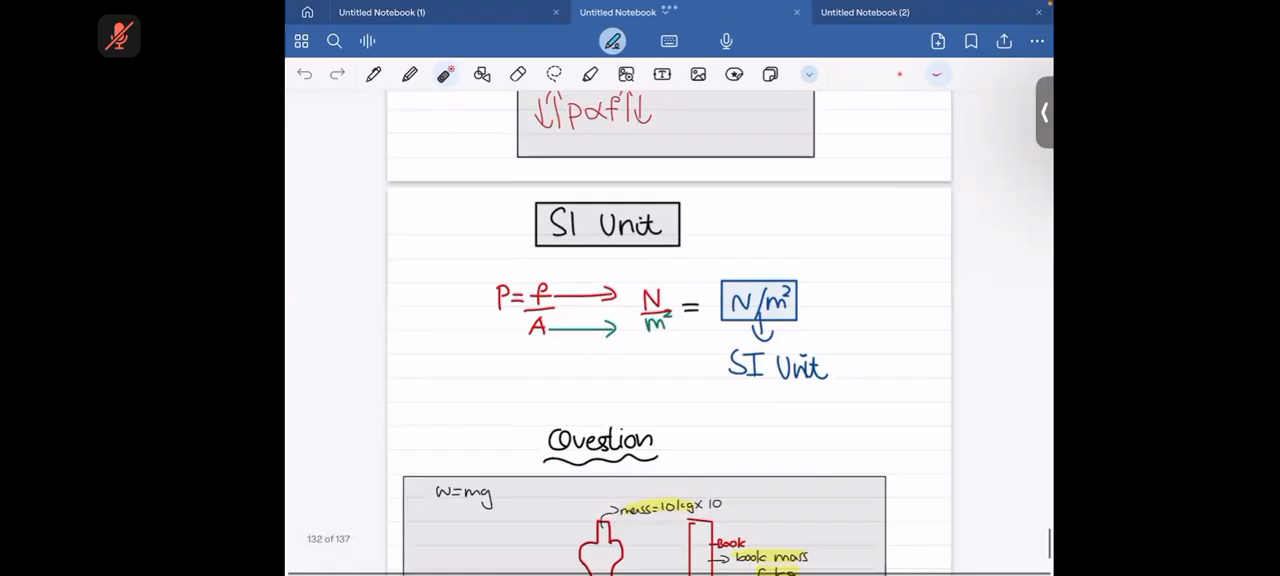 Untitled Notebook (1)
Untitled Notebook
Untitled Notebook (2)
↓↑pαf↑↓
SI Unit
P = f/A → N/m² = N/m²
SI Unit
Question
W=mg
mass=10kg×10
Book
book mass
132 of 137